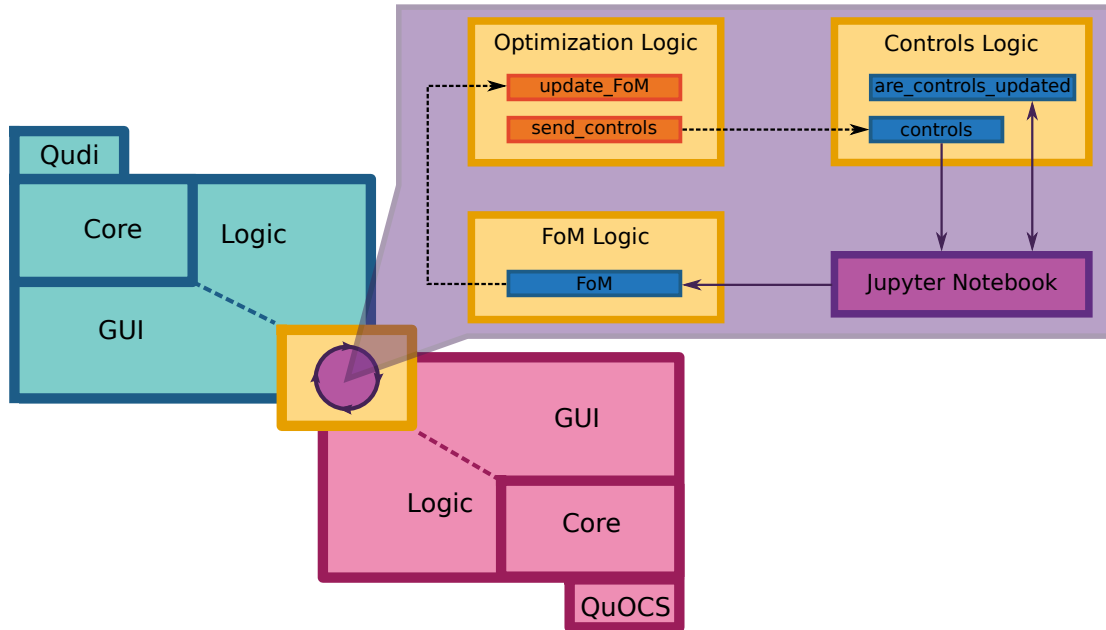 Optimization Logic
update_FoM
send_controls
Controls Logic
are_controls_updated
controls
FoM Logic
FoM
Jupyter Notebook
Qudi
Core
Logic
GUI
GUI
Logic
Core
QuOCS